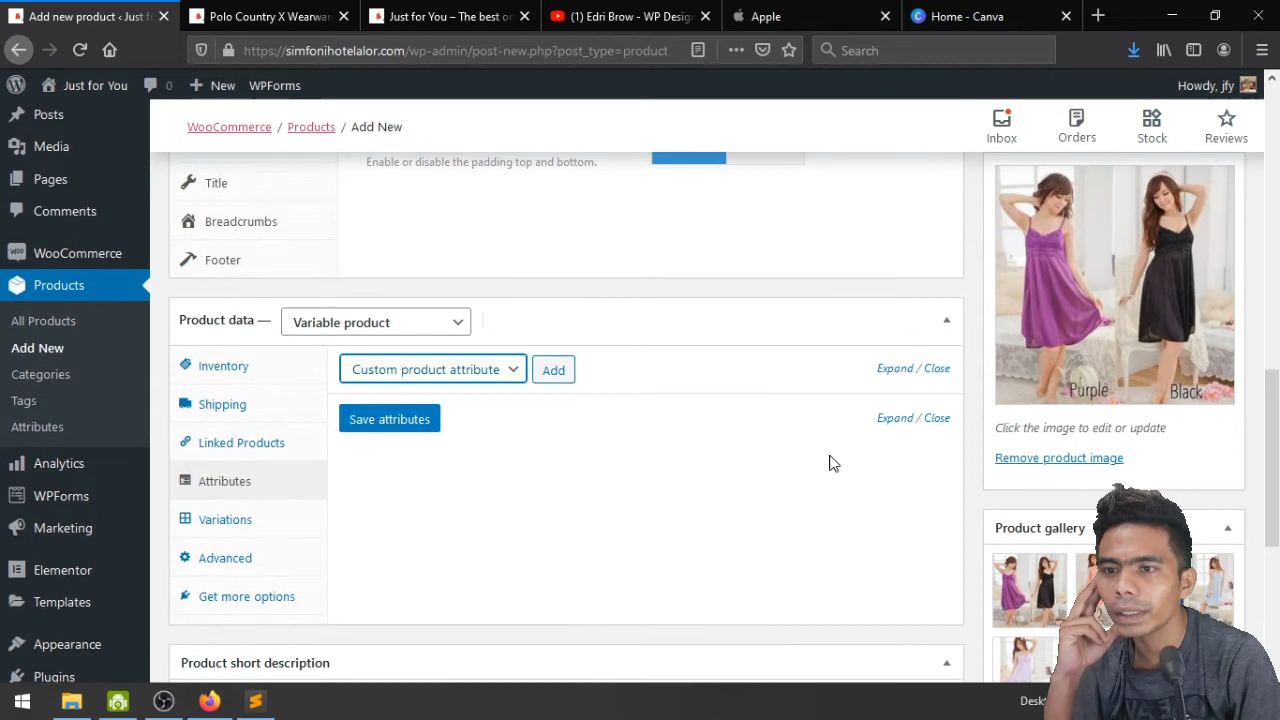 Add new product ‹ Just f
Polo Country X Wearwar
Just for You – The best on
(1) Edri Brow - WP Desig
Apple
Home - Canva
https://simfonihotelalor.com/wp-admin/post-new.php?post_type=product
Search
Just for You
0
New
WPForms
Howdy, jfy
Posts
Media
Pages
Comments
WooCommerce
Products
All Products
Add New
Categories
Tags
Attributes
Analytics
WPForms
Marketing
Elementor
Templates
Appearance
Plugins
WooCommerce / Products / Add New
Inbox
Orders
Stock
Reviews
Enable or disable the padding top and bottom.
Title
Breadcrumbs
Footer
Product data —
Variable product
Inventory
Shipping
Linked Products
Attributes
Variations
Advanced
Get more options
Custom product attribute
Add
Expand / Close
Save attributes
Expand / Close
Product short description
Purple
Black
Click the image to edit or update
Remove product image
Product gallery